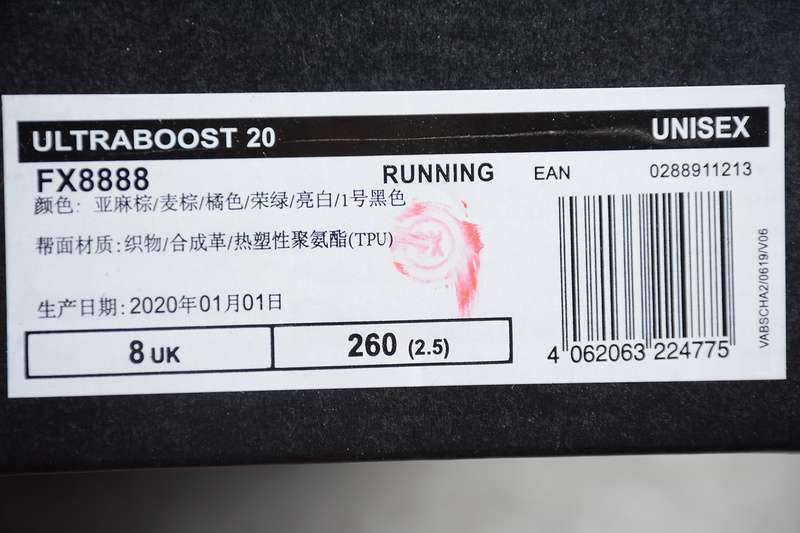 ULTRABOOST 20 UNISEX
FX8888 RUNNING EAN 0288911213
颜色: 亚麻棕/麦棕/橘色/荣绿/亮白/1号黑色
帮面材质:织物/合成革/热塑性聚氨酯(TPU)
生产日期:2020年01月01日
8 UK 260 (2.5)
4 062063 224775
VABSCHA2/0619/V06